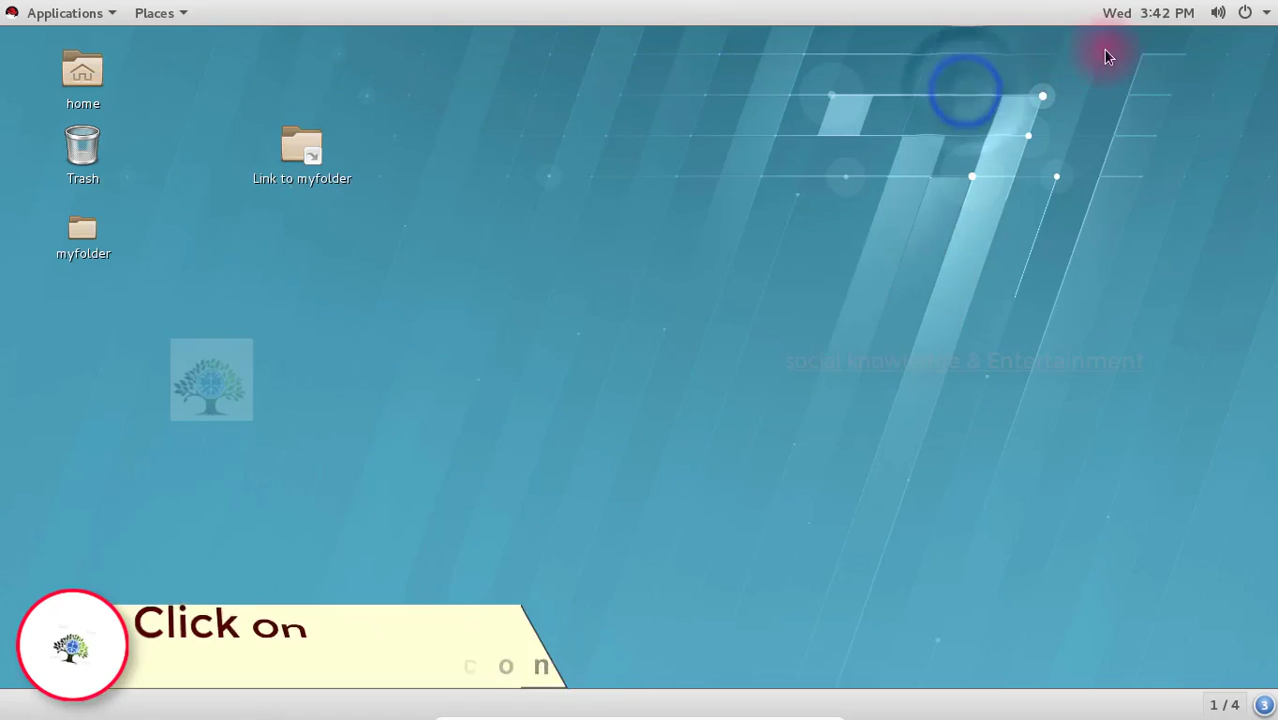 Applications Places Wed 3:42 PM
home
Trash
Link to myfolder
myfolder
social knowledge & Entertainment
Click on
c o n
1 / 4 3